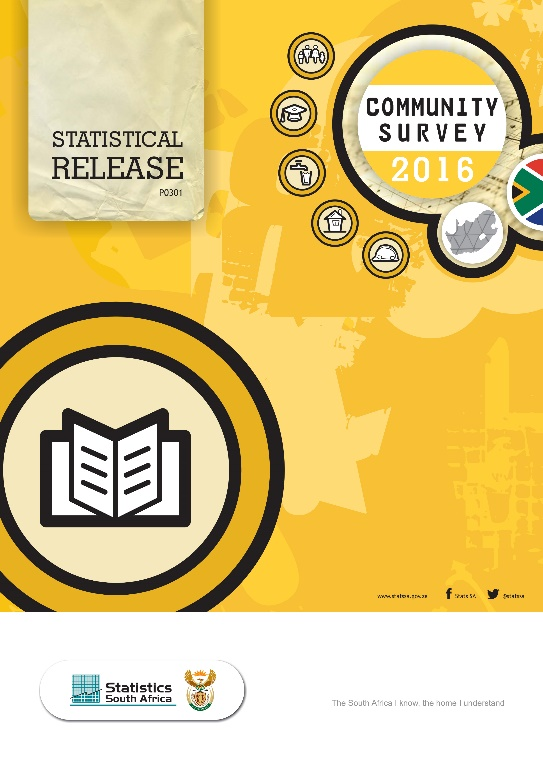 STATISTICAL
RELEASE
P0301
COMMUNITY
SURVEY
2016
www.statssa.gov.za
Stats SA
@statssa
Statistics
South Africa
The South Africa I know, the home I understand